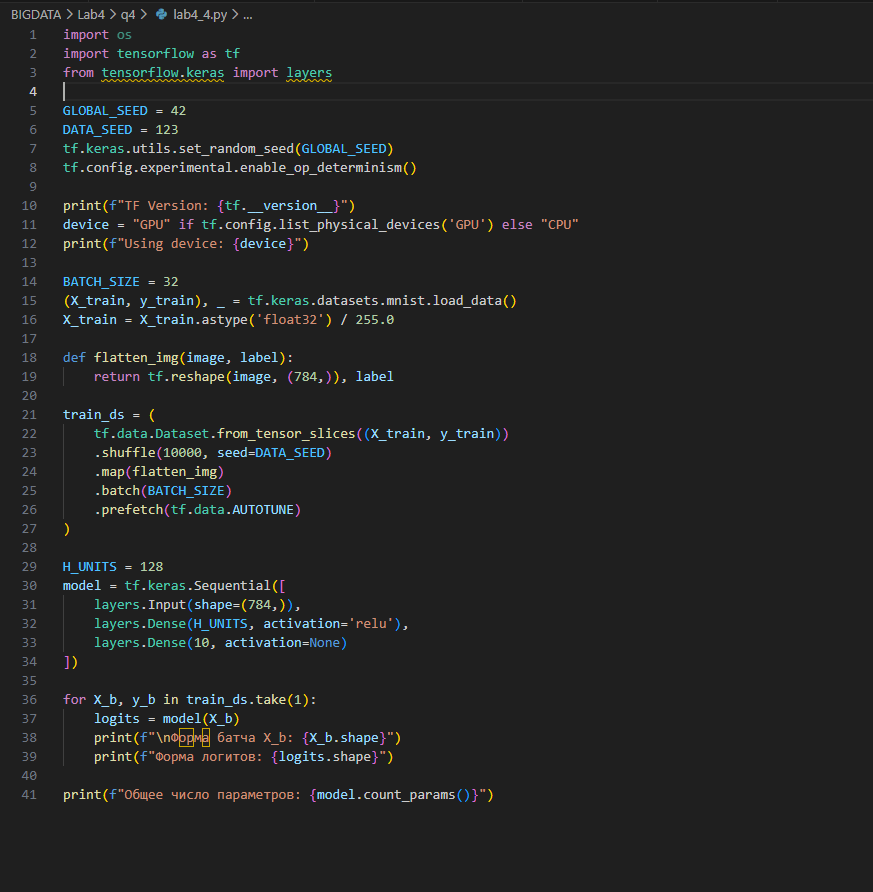 BIGDATA > Lab4 > q4 > lab4_4.py > ...
1 import os
2 import tensorflow as tf
3 from tensorflow.keras import layers
4
5 GLOBAL_SEED = 42
6 DATA_SEED = 123
7 tf.keras.utils.set_random_seed(GLOBAL_SEED)
8 tf.config.experimental.enable_op_determinism()
9
10 print(f"TF Version: {tf.__version__}")
11 device = "GPU" if tf.config.list_physical_devices('GPU') else "CPU"
12 print(f"Using device: {device}")
13
14 BATCH_SIZE = 32
15 (X_train, y_train), _ = tf.keras.datasets.mnist.load_data()
16 X_train = X_train.astype('float32') / 255.0
17
18 def flatten_img(image, label):
19     return tf.reshape(image, (784,)), label
20
21 train_ds = (
22     tf.data.Dataset.from_tensor_slices((X_train, y_train))
23     .shuffle(10000, seed=DATA_SEED)
24     .map(flatten_img)
25     .batch(BATCH_SIZE)
26     .prefetch(tf.data.AUTOTUNE)
27 )
28
29 H_UNITS = 128
30 model = tf.keras.Sequential([
31     layers.Input(shape=(784,)),
32     layers.Dense(H_UNITS, activation='relu'),
33     layers.Dense(10, activation=None)
34 ])
35
36 for X_b, y_b in train_ds.take(1):
37     logits = model(X_b)
38     print(f"\nФорма батча X_b: {X_b.shape}")
39     print(f"Форма логитов: {logits.shape}")
40
41 print(f"Общее число параметров: {model.count_params()}")